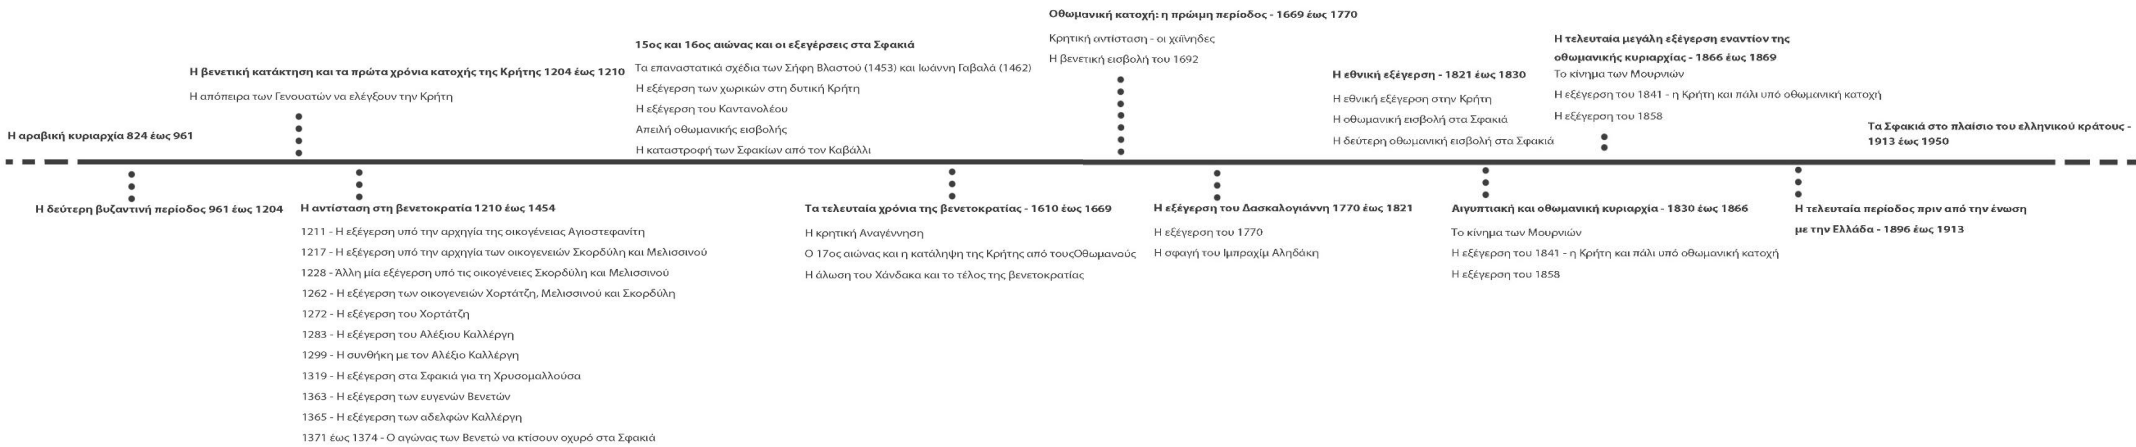 Η αραβική κυριαρχία 824 έως 961
Η δεύτερη βυζαντινή περίοδος 961 έως 1204
Η βενετική κατάκτηση και τα πρώτα χρόνια κατοχής της Κρήτης 1204 έως 1210
Η απόπειρα των Γενουατών να ελέγξουν την Κρήτη
Η αντίσταση στη βενετοκρατία 1210 έως 1454
1211 - Η εξέγερση υπό την αρχηγία της οικογένειας Αγιοστεφανίτη
1217 - Η εξέγερση υπό την αρχηγία των οικογενειών Σκορδύλη και Μελισσινού
1228 - Άλλη μία εξέγερση υπό τις οικογένειες Σκορδύλη και Μελισσινού
1262 - Η εξέγερση των οικογενειών Χορτάτζη, Μελισσινού και Σκορδύλη
1272 - Η εξέγερση του Χορτάτζη
1283 - Η εξέγερση του Αλέξιου Καλλέργη
1299 - Η συνθήκη με τον Αλέξιο Καλλέργη
1319 - Η εξέγερση στα Σφακιά για τη Χρυσομαλλούσα
1363 - Η εξέγερση των ευγενών Βενετών
1365 - Η εξέγερση των αδελφών Καλλέργη
1371 έως 1374 - Ο αγώνας των Βενετώ να κτίσουν οχυρό στα Σφακιά
15ος και 16ος αιώνας και οι εξεγέρσεις στα Σφακιά
Τα επαναστατικά σχέδια των Σήφη Βλαστού (1453) και Ιωάννη Γαβαλά (1462)
Η εξέγερση των χωρικών στη δυτική Κρήτη
Η εξέγερση του Καντανολέου
Απειλή οθωμανικής εισβολής
Η καταστροφή των Σφακίων από τον Καβάλλι
Τα τελευταία χρόνια της βενετοκρατίας - 1610 έως 1669
Η κρητική Αναγέννηση
Ο 17ος αιώνας και η κατάληψη της Κρήτης από τουςΟθωμανούς
Η άλωση του Χάνδακα και το τέλος της βενετοκρατίας
Οθωμανική κατοχή: η πρώιμη περίοδος - 1669 έως 1770
Κρητική αντίσταση - οι χαΐνηδες
Η βενετική εισβολή του 1692
Η εξέγερση του Δασκαλογιάννη 1770 έως 1821
Η εξέγερση του 1770
Η σφαγή του Ιμπραχίμ Αληδάκη
Η εθνική εξέγερση - 1821 έως 1830
Η εθνική εξέγερση στην Κρήτη
Η οθωμανική εισβολή στα Σφακιά
Η δεύτερη οθωμανική εισβολή στα Σφακιά
Αιγυπτιακή και οθωμανική κυριαρχία - 1830 έως 1866
Το κίνημα των Μουρνιών
Η εξέγερση του 1841 - η Κρήτη και πάλι υπό οθωμανική κατοχή
Η εξέγερση του 1858
Η τελευταία μεγάλη εξέγερση εναντίον της
οθωμανικής κυριαρχίας - 1866 έως 1869
Το κίνημα των Μουρνιών
Η εξέγερση του 1841 - η Κρήτη και πάλι υπό οθωμανική κατοχή
Η εξέγερση του 1858
Η τελευταία περίοδος πριν από την ένωση
με την Ελλάδα - 1896 έως 1913
Τα Σφακιά στο πλαίσιο του ελληνικού κράτους -
1913 έως 1950